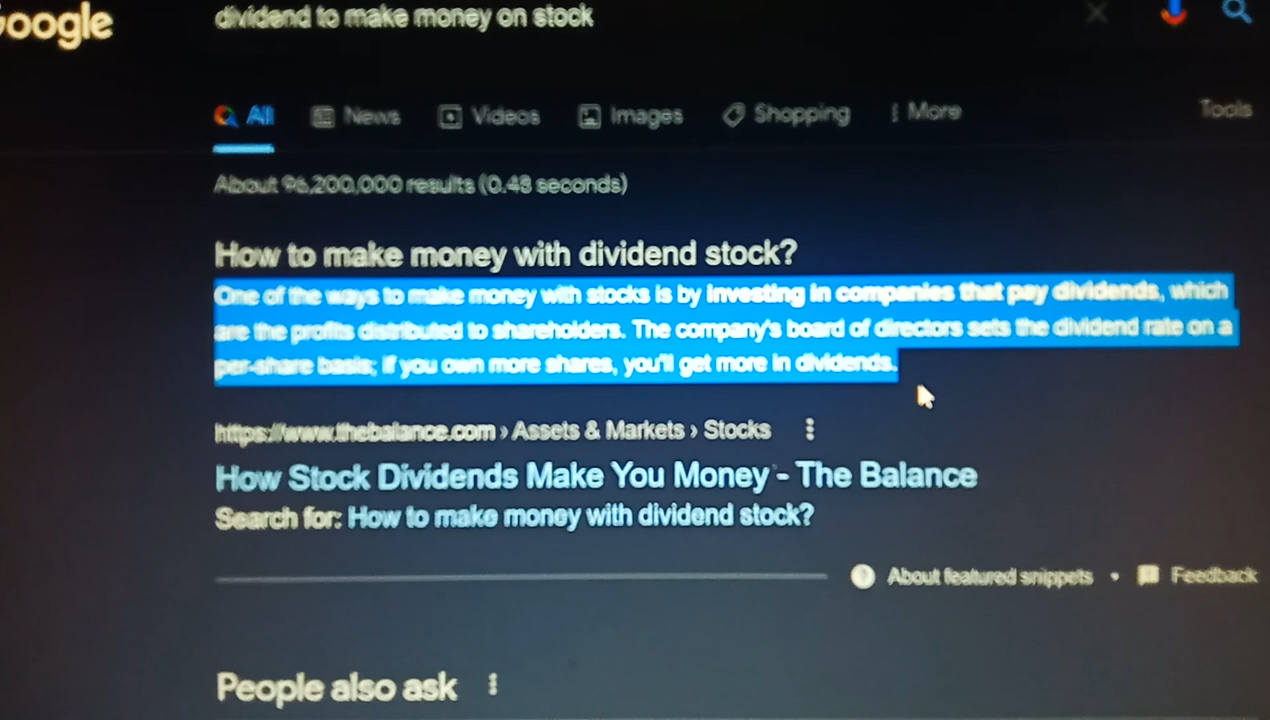 Google
dividend to make money on stock
All News Videos Images Shopping More Tools
About 96,200,000 results (0.48 seconds)
How to make money with dividend stock?
One of the ways to make money with stocks is by investing in companies that pay dividends, which
are the profits distributed to shareholders. The company's board of directors sets the dividend rate on a
per-share basis; if you own more shares, you'll get more in dividends.
https://www.thebalance.com › Assets & Markets › Stocks
How Stock Dividends Make You Money - The Balance
Search for: How to make money with dividend stock?
About featured snippets • Feedback
People also ask